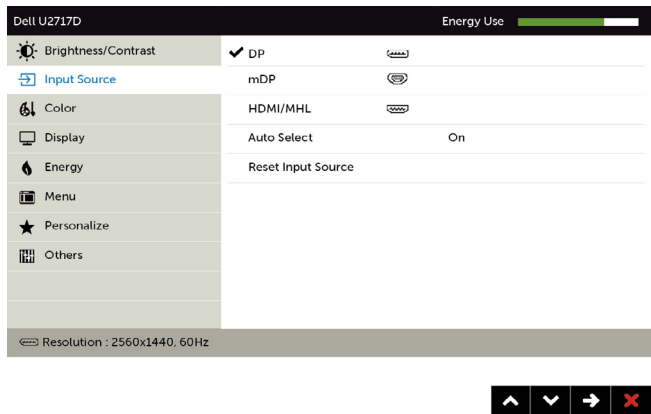 Dell U2717D Energy Use
Brightness/Contrast
Input Source
Color
Display
Energy
Menu
Personalize
Others
DP
mDP
HDMI/MHL
Auto Select On
Reset Input Source
Resolution : 2560x1440, 60Hz